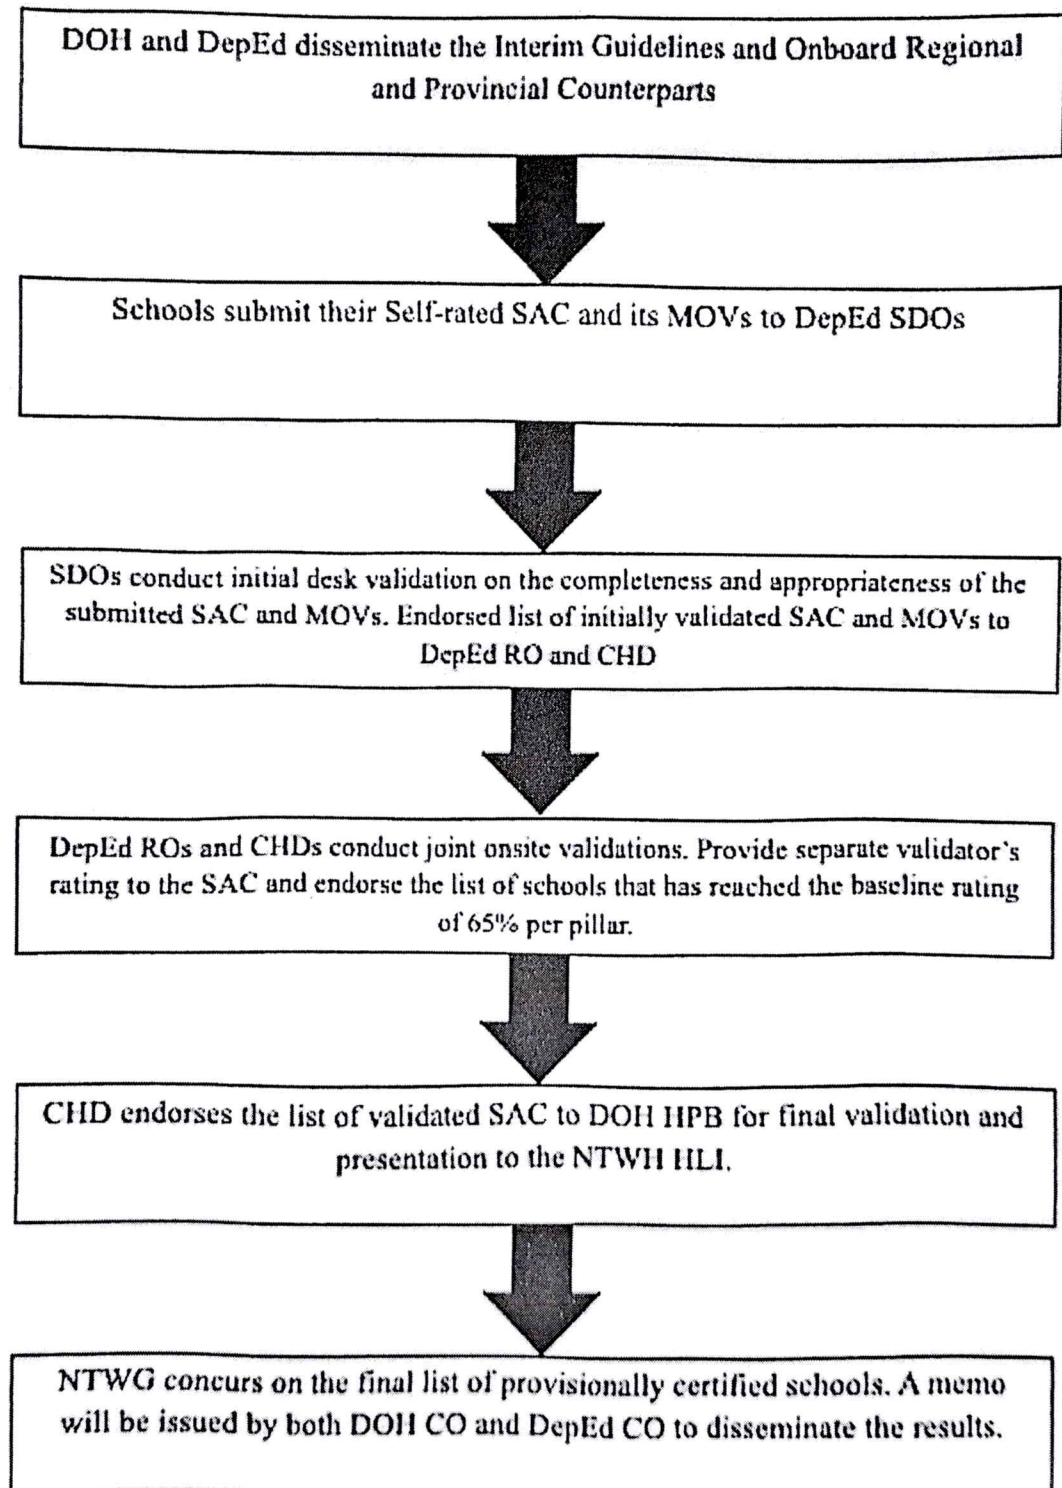 DOH and DepEd disseminate the Interim Guidelines and Onboard Regional
and Provincial Counterparts
Schools submit their Self-rated SAC and its MOVs to DepEd SDOs
SDOs conduct initial desk validation on the completeness and appropriateness of the
submitted SAC and MOVs. Endorsed list of initially validated SAC and MOVs to
DepEd RO and CHD
DepEd ROs and CHDs conduct joint onsite validations. Provide separate validator's
rating to the SAC and endorse the list of schools that has reached the baseline rating
of 65% per pillar.
CHD endorses the list of validated SAC to DOH HPB for final validation and
presentation to the NTWH HLI.
NTWG concurs on the final list of provisionally certified schools. A memo
will be issued by both DOH CO and DepEd CO to disseminate the results.